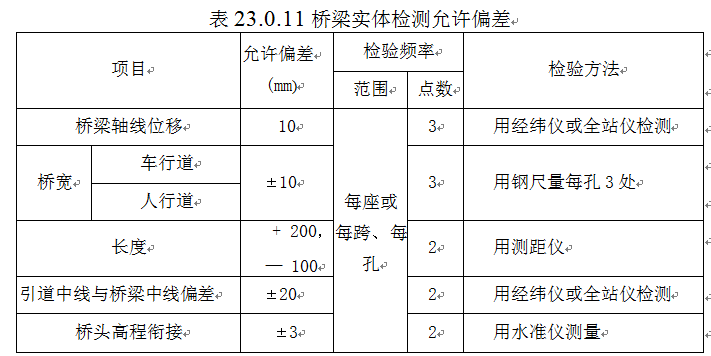 表 23.0.11 桥梁实体检测允许偏差
项目 允许偏差 (mm) 检验频率 检验方法
范围 点数
桥梁轴线位移 10 每座或每跨、每孔 3 用经纬仪或全站仪检测
桥宽 车行道 ±10 3 用钢尺量每孔 3 处
人行道
长度 + 200, — 100 2 用测距仪
引道中线与桥梁中线偏差 ±20 2 用经纬仪或全站仪检测
桥头高程衔接 ±3 2 用水准仪测量